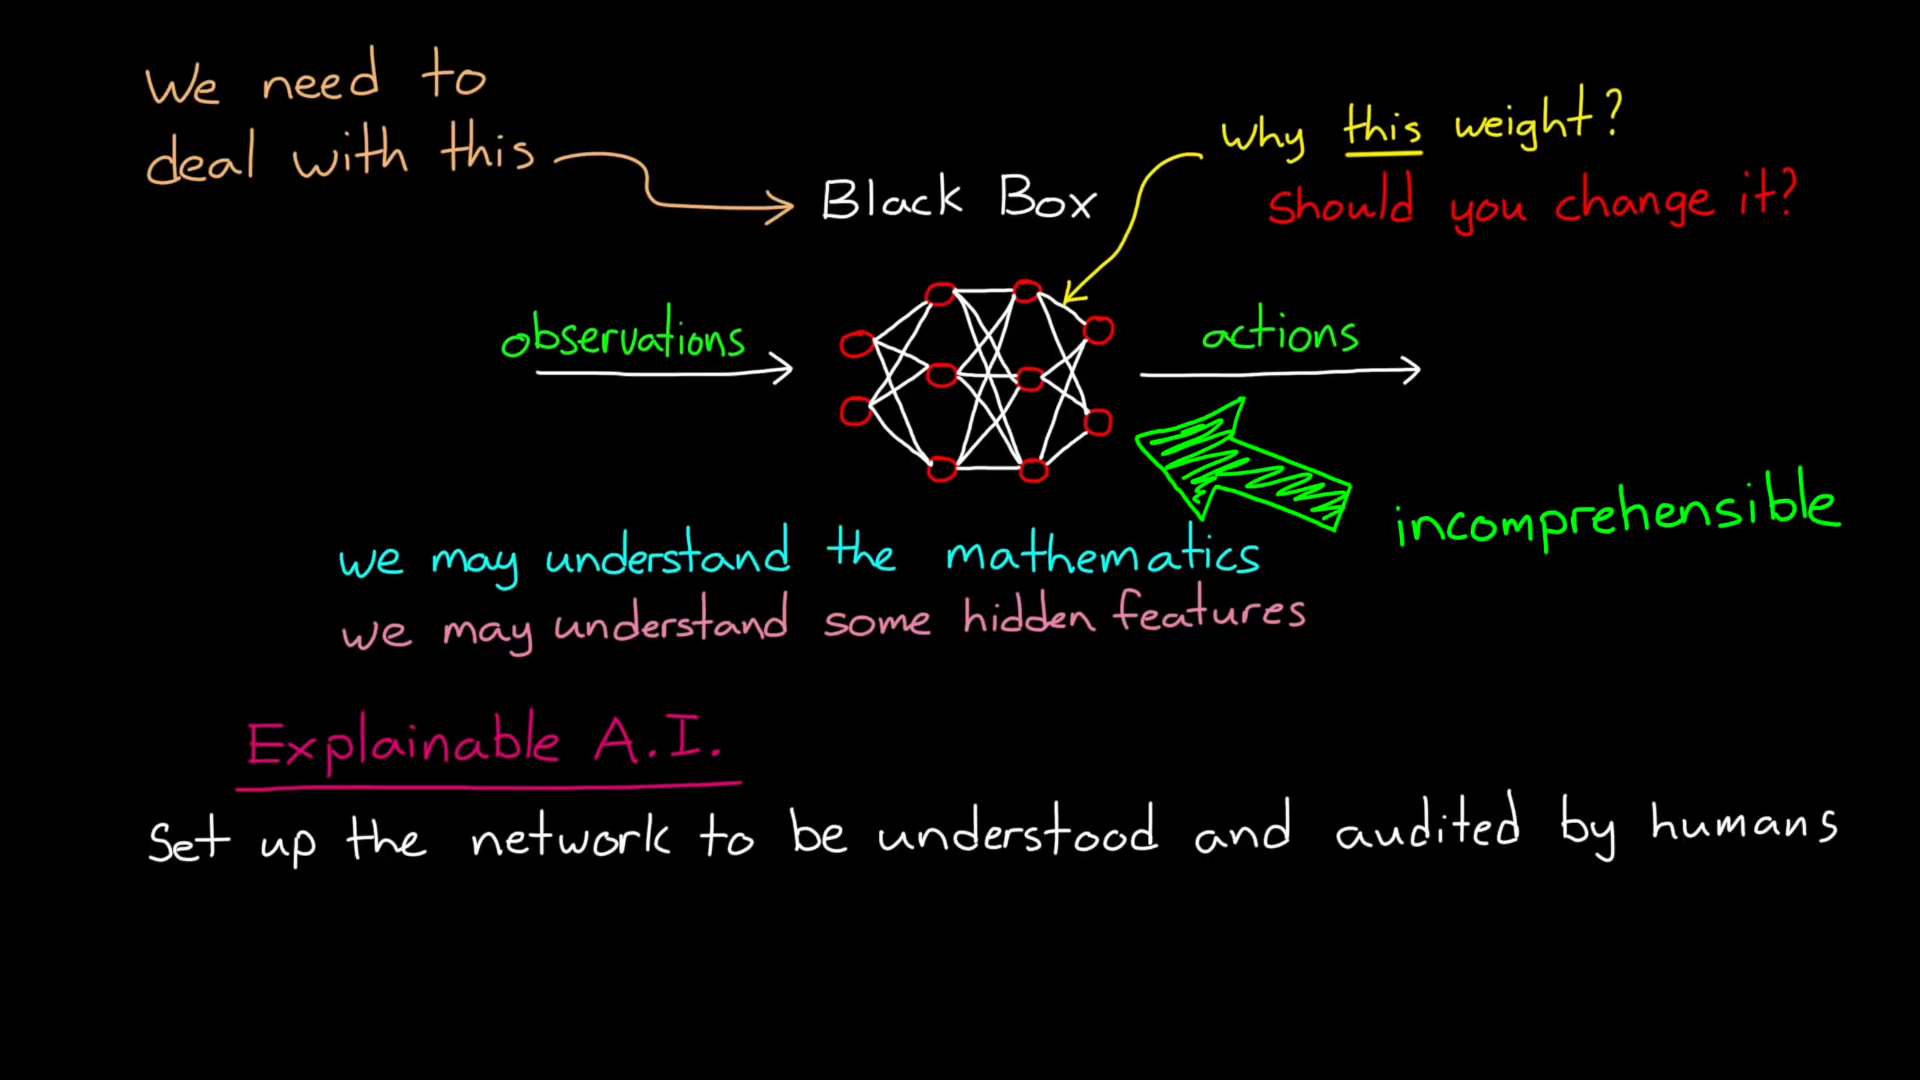 We need to
deal with this
why this weight?
Should you change it?
Black Box
observations
actions
incomprehensible
we may understand the mathematics
we may understand some hidden features
Explainable A.I.
Set up the network to be understood and audited by humans